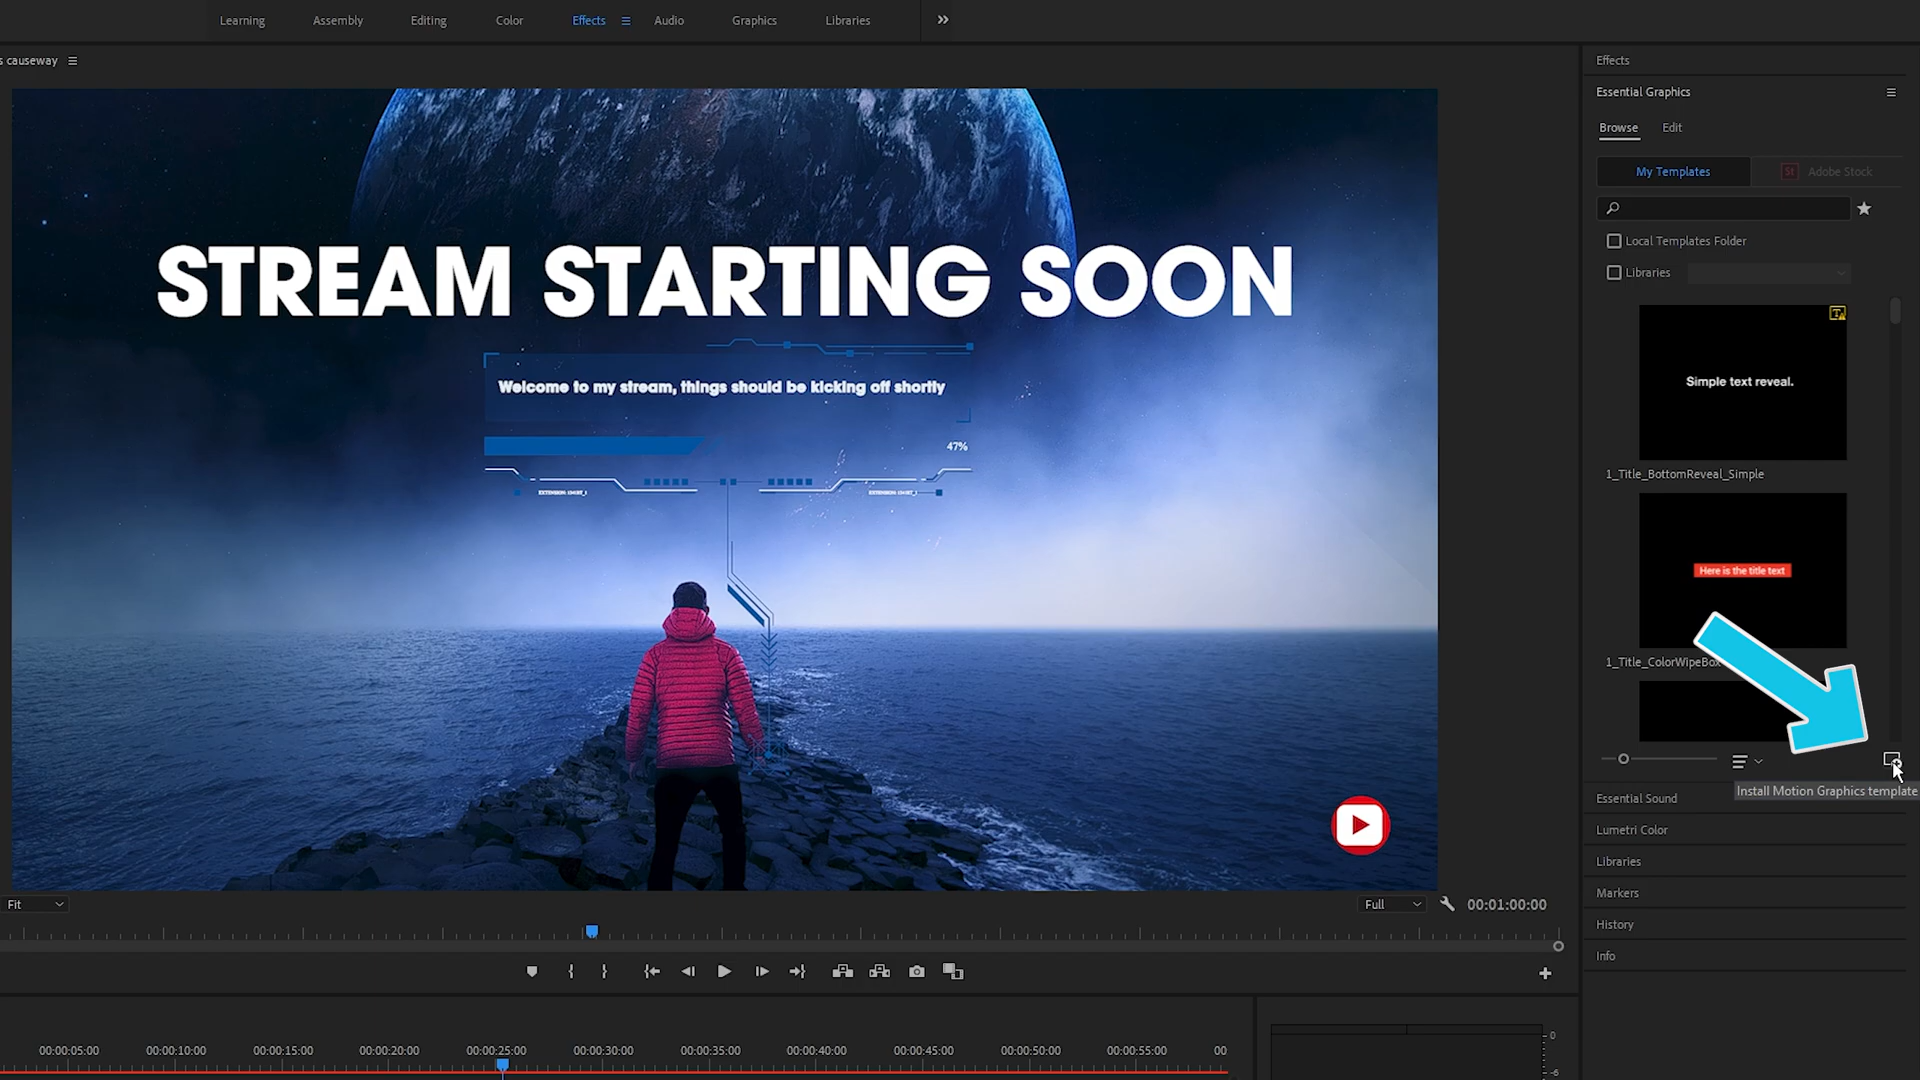 Learning Assembly Editing Color Effects Audio Graphics Libraries
s causeway
STREAM STARTING SOON
Welcome to my stream, things should be kicking off shortly
47%
Fit
Full 00:01:00:00
00:00:05:00 00:00:10:00 00:00:15:00 00:00:20:00 00:00:25:00 00:00:30:00 00:00:35:00 00:00:40:00 00:00:45:00 00:00:50:00 00:00:55:00 00
0
-6
Effects
Essential Graphics
Browse Edit
My Templates St Adobe Stock
Local Templates Folder
Libraries
Simple text reveal.
1_Title_BottomReveal_Simple
Here is the title text
1_Title_ColorWipeBox
Install Motion Graphics template
Essential Sound
Lumetri Color
Libraries
Markers
History
Info